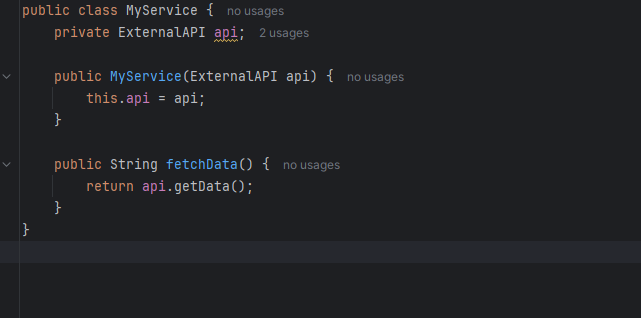 public class MyService { no usages
private ExternalAPI api; 2 usages
public MyService(ExternalAPI api) { no usages
this.api = api;
}
public String fetchData() { no usages
return api.getData();
}
}